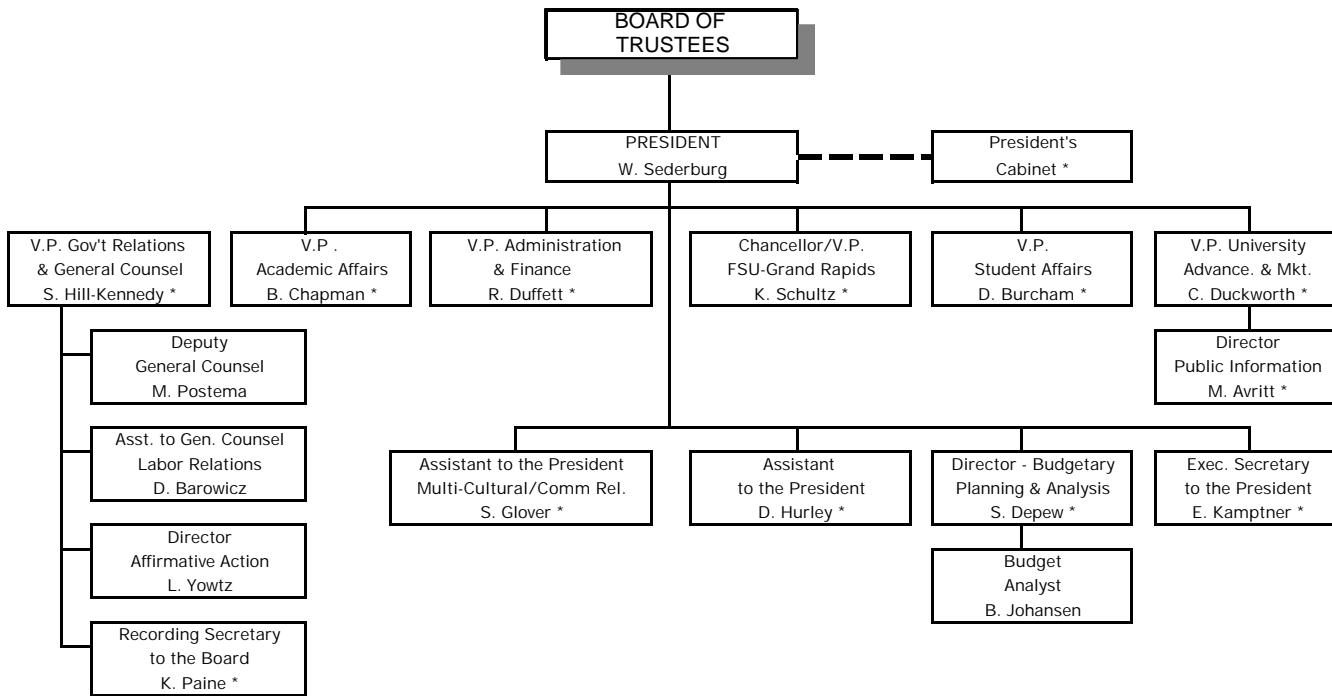 BOARD OF
TRUSTEES
PRESIDENT
W. Sederburg
President's
Cabinet *
V.P. Gov't Relations
& General Counsel
S. Hill-Kennedy *
V.P .
Academic Affairs
B. Chapman *
V.P. Administration
& Finance
R. Duffett *
Chancellor/V.P.
FSU-Grand Rapids
K. Schultz *
V.P.
Student Affairs
D. Burcham *
V.P. University
Advance. & Mkt.
C. Duckworth *
Deputy
General Counsel
M. Postema
Director
Public Information
M. Avritt *
Asst. to Gen. Counsel
Labor Relations
D. Barowicz
Assistant to the President
Multi-Cultural/Comm Rel.
S. Glover *
Assistant
to the President
D. Hurley *
Director - Budgetary
Planning & Analysis
S. Depew *
Exec. Secretary
to the President
E. Kamptner *
Director
Affirmative Action
L. Yowtz
Budget
Analyst
B. Johansen
Recording Secretary
to the Board
K. Paine *